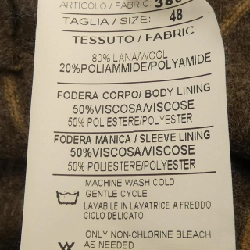 ARTICOLO / FABRIC
TAGLIA / SIZE: 48
TESSUTO / FABRIC
80% LANA/WOOL
20% POLIAMMIDE/POLYAMIDE
FODERA CORPO/ BODY LINING
50%VISCOSA/VISCOSE
50% POLIESTERE/POLYESTER
FODERA MANICA / SLEEVE LINING
50%VISCOSA/VISCOSE
50% POLIESTERE/POLYESTER
MACHINE WASH COLD
GENTLE CYCLE
LAVABILE IN LAVATRICE A FREDDO
CICLO DELICATO
ONLY NON-CHLORINE BLEACH
AS NEEDED